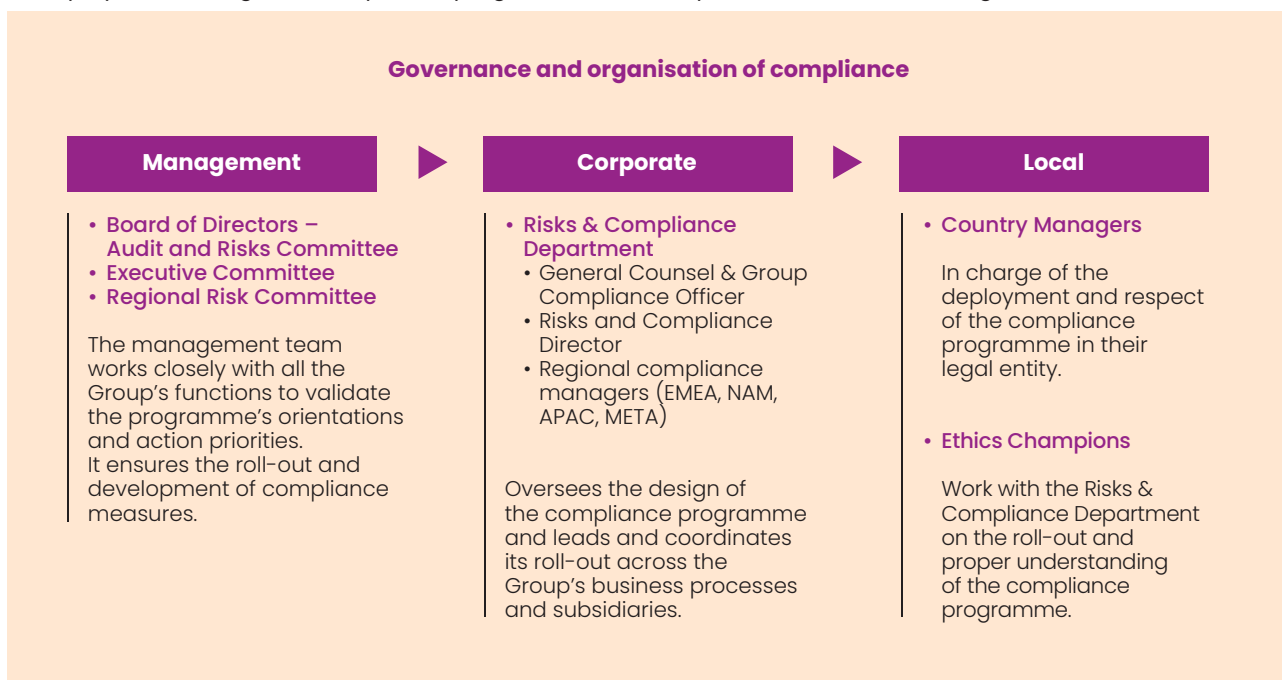 Governance and organisation of compliance
Management
• Board of Directors –
Audit and Risks Committee
• Executive Committee
• Regional Risk Committee
The management team
works closely with all the
Group's functions to validate
the programme's orientations
and action priorities.
It ensures the roll-out and
development of compliance
measures.
Corporate
• Risks & Compliance
Department
• General Counsel & Group
Compliance Officer
• Risks and Compliance
Director
• Regional compliance
managers (EMEA, NAM,
APAC, META)
Oversees the design of
the compliance programme
and leads and coordinates
its roll-out across the
Group's business processes
and subsidiaries.
Local
• Country Managers
In charge of the
deployment and respect
of the compliance
programme in their
legal entity.
• Ethics Champions
Work with the Risks &
Compliance Department
on the roll-out and
proper understanding
of the compliance
programme.